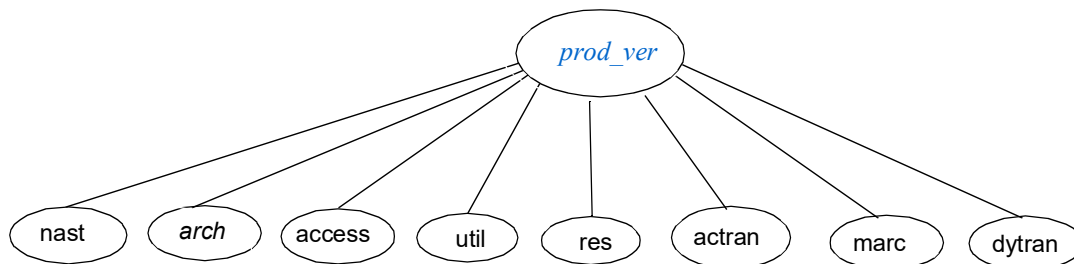 prod_ver
nast arch access util res actran marc dytran